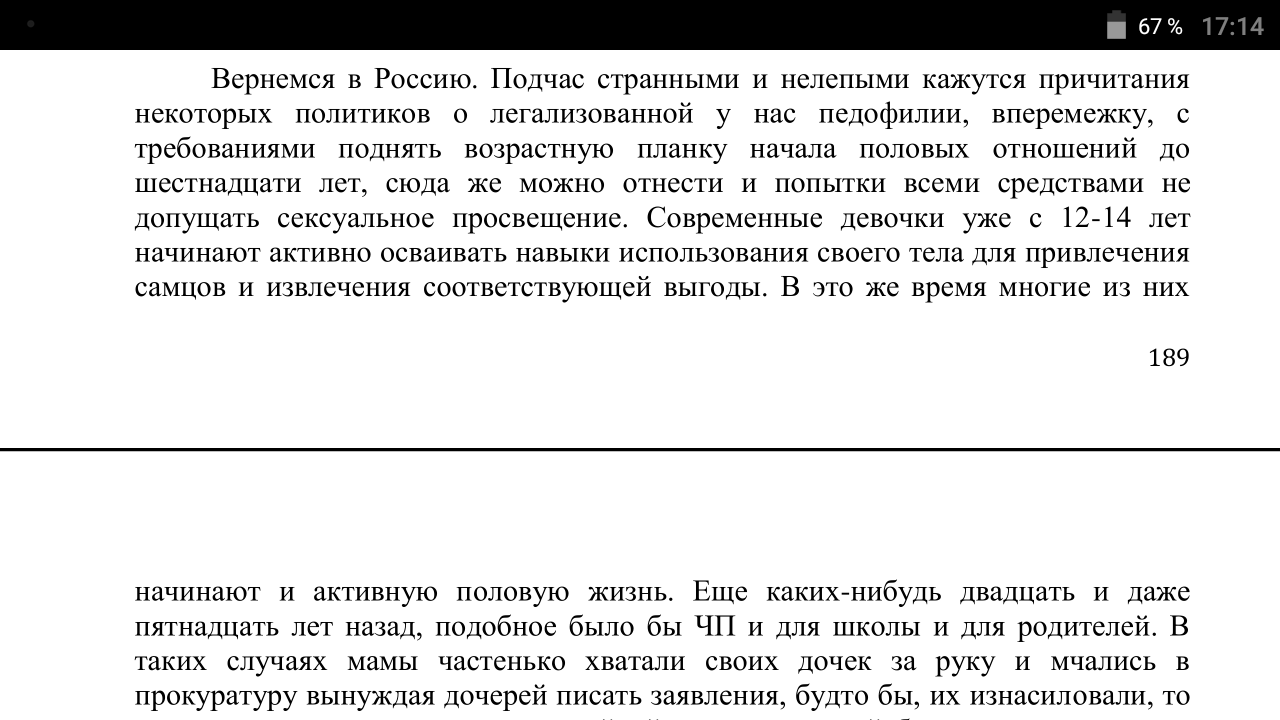 67 % 17:14
Вернемся в Россию. Подчас странными и нелепыми кажутся причитания
некоторых политиков о легализованной у нас педофилии, вперемежку, с
требованиями поднять возрастную планку начала половых отношений до
шестнадцати лет, сюда же можно отнести и попытки всеми средствами не
допущать сексуальное просвещение. Современные девочки уже с 12-14 лет
начинают активно осваивать навыки использования своего тела для привлечения
самцов и извлечения соответствующей выгоды. В это же время многие из них
189
начинают и активную половую жизнь. Еще каких-нибудь двадцать и даже
пятнадцать лет назад, подобное было бы ЧП и для школы и для родителей. В
таких случаях мамы частенько хватали своих дочек за руку и мчались в
прокуратуру вынуждая дочерей писать заявления, будто бы, их изнасиловали, то